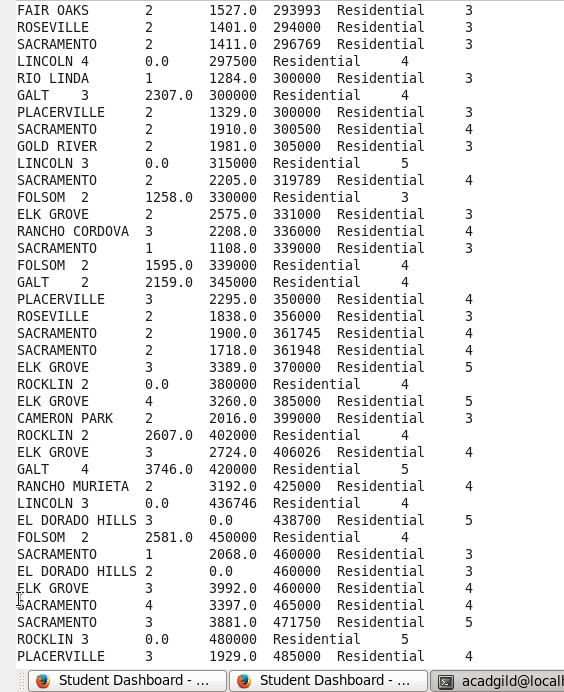 FAIR OAKS 2 1527.0 293993 Residential 3
ROSEVILLE 2 1401.0 294000 Residential 3
SACRAMENTO 2 1411.0 296769 Residential 3
LINCOLN 4 0.0 297500 Residential 4
RIO LINDA 1 1284.0 300000 Residential 3
GALT 3 2307.0 300000 Residential 4
PLACERVILLE 2 1329.0 300000 Residential 3
SACRAMENTO 2 1910.0 300500 Residential 4
GOLD RIVER 2 1981.0 305000 Residential 3
LINCOLN 3 0.0 315000 Residential 5
SACRAMENTO 2 2205.0 319789 Residential 4
FOLSOM 2 1258.0 330000 Residential 3
ELK GROVE 2 2575.0 331000 Residential 3
RANCHO CORDOVA 3 2208.0 336000 Residential 4
SACRAMENTO 1 1108.0 339000 Residential 3
FOLSOM 2 1595.0 339000 Residential 4
GALT 2 2159.0 345000 Residential 4
PLACERVILLE 3 2295.0 350000 Residential 4
ROSEVILLE 2 1838.0 356000 Residential 3
SACRAMENTO 2 1900.0 361745 Residential 4
SACRAMENTO 2 1718.0 361948 Residential 4
ELK GROVE 3 3389.0 370000 Residential 5
ROCKLIN 2 0.0 380000 Residential 4
ELK GROVE 4 3260.0 385000 Residential 5
CAMERON PARK 2 2016.0 399000 Residential 3
ROCKLIN 2 2607.0 402000 Residential 4
ELK GROVE 3 2724.0 406026 Residential 4
GALT 4 3746.0 420000 Residential 5
RANCHO MURIETA 2 3192.0 425000 Residential 4
LINCOLN 3 0.0 436746 Residential 4
EL DORADO HILLS 3 0.0 438700 Residential 5
FOLSOM 2 2581.0 450000 Residential 4
SACRAMENTO 1 2068.0 460000 Residential 3
EL DORADO HILLS 2 0.0 460000 Residential 3
ELK GROVE 3 3992.0 460000 Residential 4
SACRAMENTO 4 3397.0 465000 Residential 4
SACRAMENTO 3 3881.0 471750 Residential 5
ROCKLIN 3 0.0 480000 Residential 5
PLACERVILLE 3 1929.0 485000 Residential 4
Student Dashboard - ... Student Dashboard - ... acadgild@local